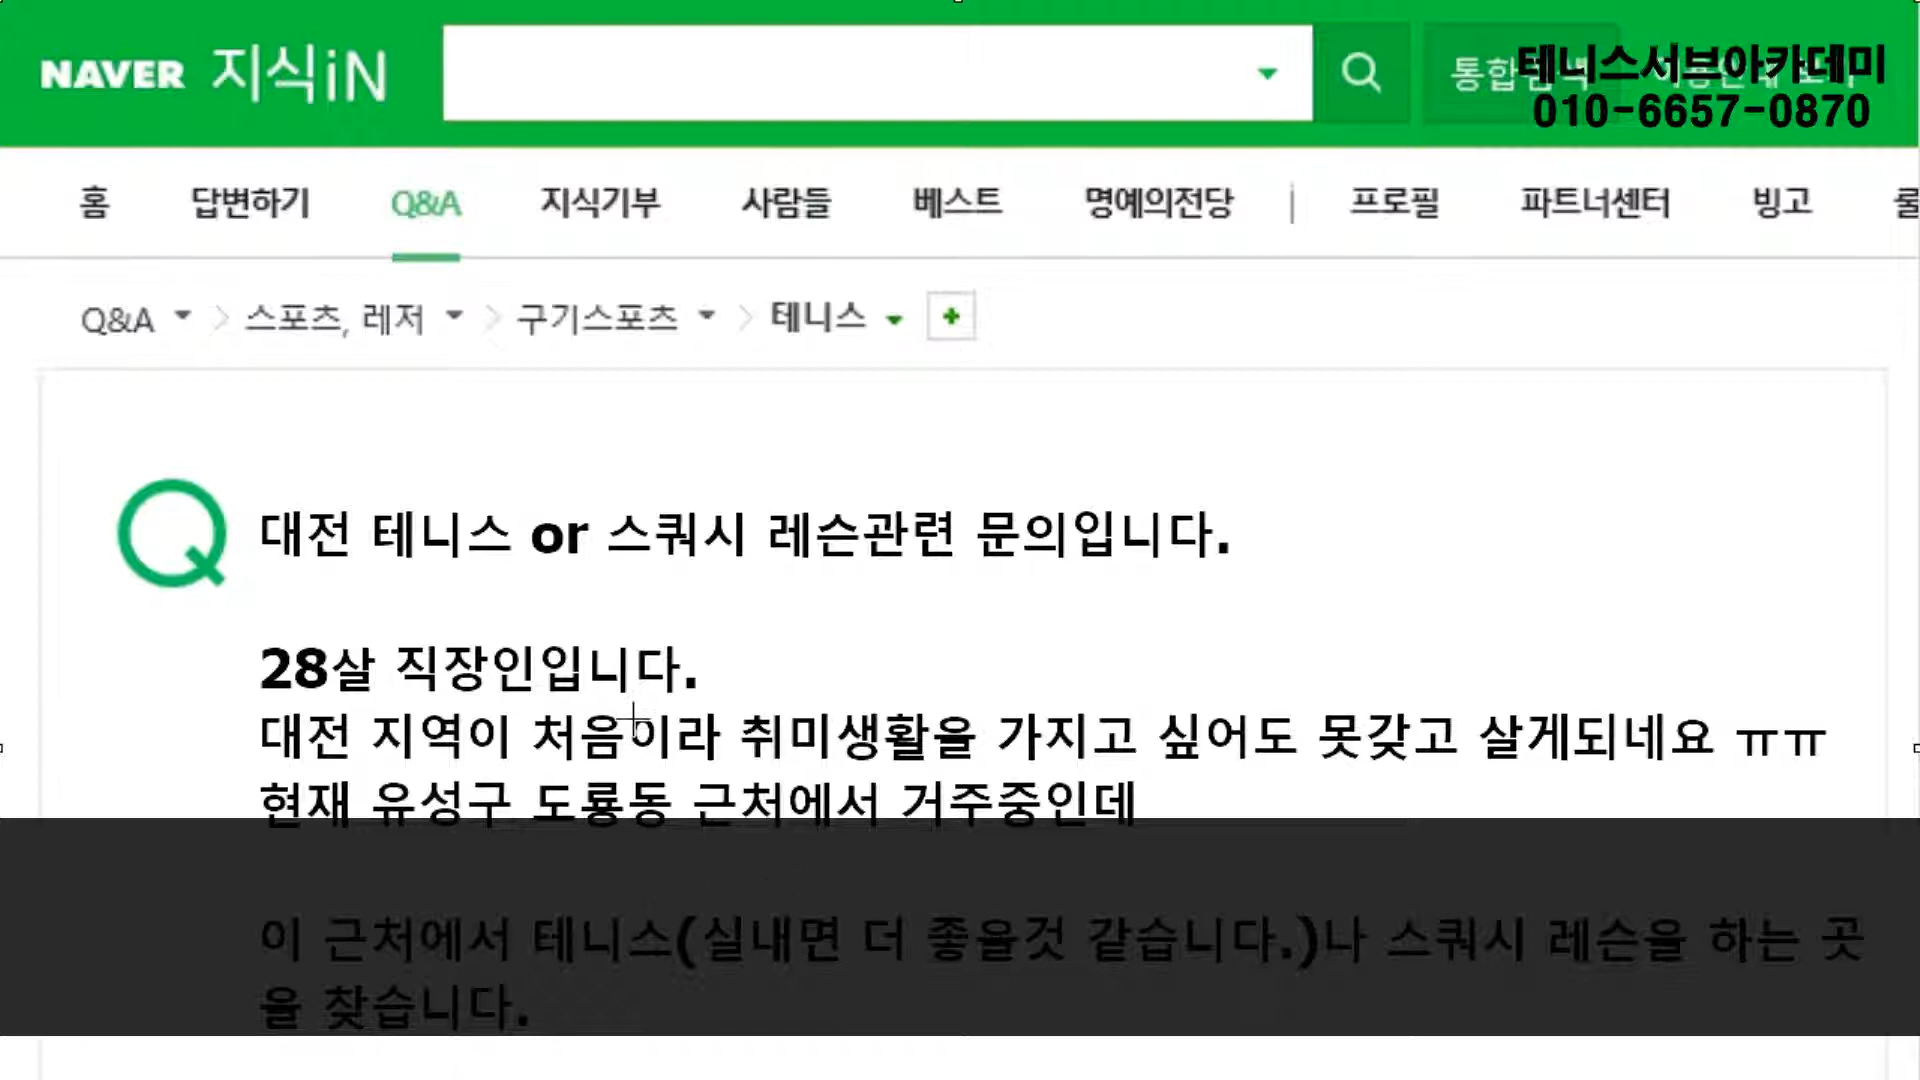 NAVER 지식iN
통합검색
테니스서브아카데미
010-6657-0870
홈 답변하기 Q&A 지식기부 사람들 베스트 명예의전당 | 프로필 파트너센터 빙고
Q&A 스포츠, 레저 구기스포츠 테니스
Q 대전 테니스 or 스쿼시 레슨관련 문의입니다.
28살 직장인입니다.
대전 지역이 처음이라 취미생활을 가지고 싶어도 못갖고 살게되네요 ㅠㅠ
현재 유성구 도룡동 근처에서 거주중인데
이 근처에서 테니스(실내면 더 좋을것 같습니다.)나 스쿼시 레슨을 하는 곳
을 찾습니다.